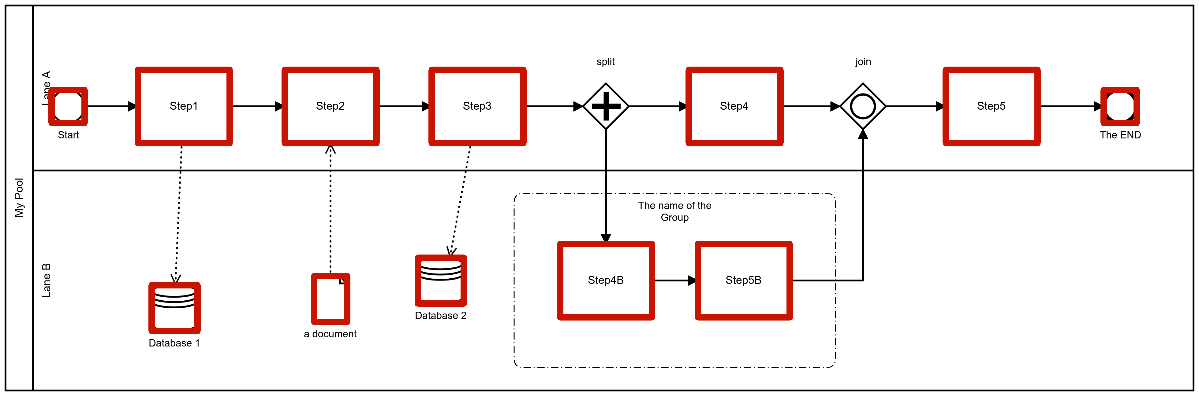 My Pool
Lane A
split
join
Step1
Step2
Step3
Step4
Step5
Start
The END
Lane B
The name of the
Group
Step4B
Step5B
Database 2
a document
Database 1